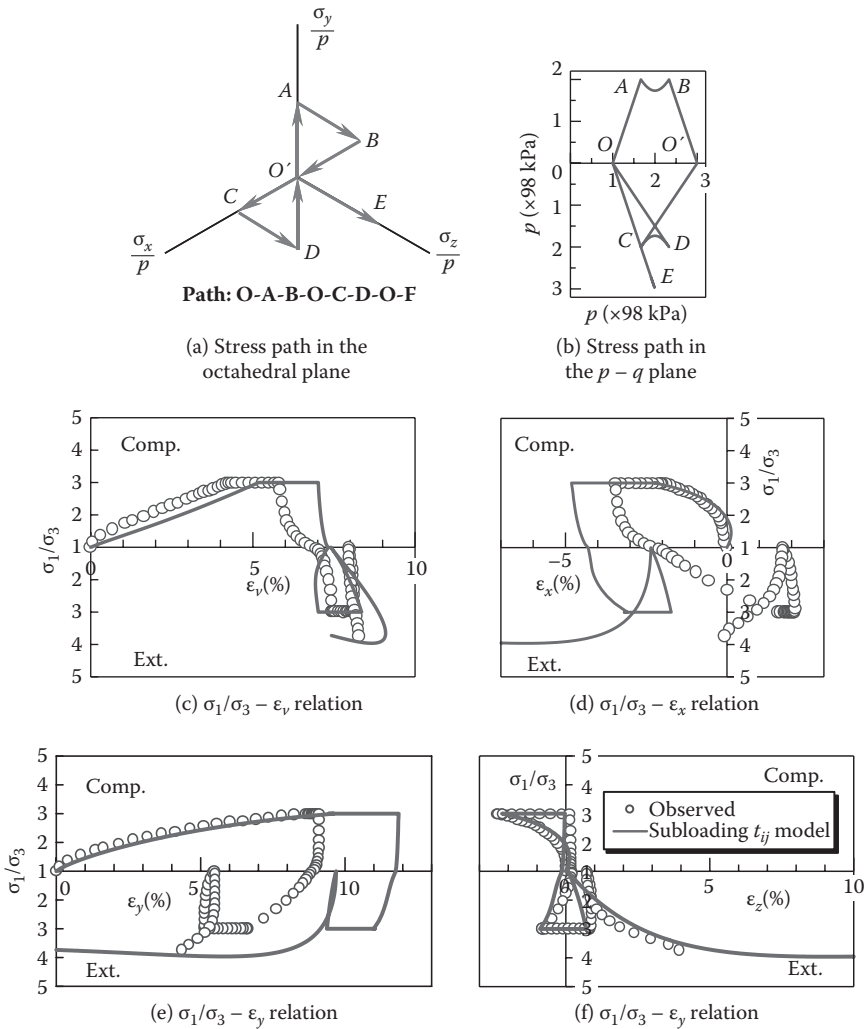 σy/p
A
B
O′
C
E
D
σx/p
σz/p
Path: O-A-B-O-C-D-O-F
(a) Stress path in the
octahedral plane
2
1
0
1
2
3
p (×98 kPa)
A
B
O
O′
1
2
3
C
D
E
p (×98 kPa)
(b) Stress path in
the p – q plane
5
4
3
2
1
2
3
4
5
σ1/σ3
Comp.
0
5
10
εv(%)
Ext.
(c) σ1/σ3 – εv relation
Comp.
5
4
3
2
1
2
3
4
5
σ1/σ3
–5
0
εx(%)
Ext.
(d) σ1/σ3 – εx relation
5
4
3
2
1
2
3
4
5
σ1/σ3
Comp.
0
5
10
εy(%)
Ext.
(e) σ1/σ3 – εy relation
5
4
3
2
1
2
3
4
5
σ1/σ3
Comp.
Observed
Subloading tij model
0
5
10
εz(%)
Ext.
(f) σ1/σ3 – εy relation